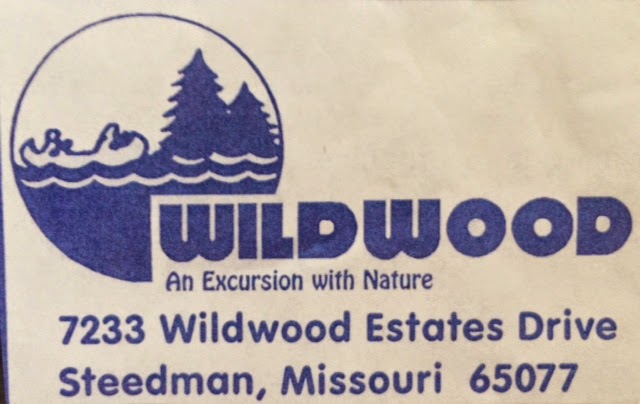 WILDWOOD
An Excursion with Nature
7233 Wildwood Estates Drive
Steedman, Missouri 65077